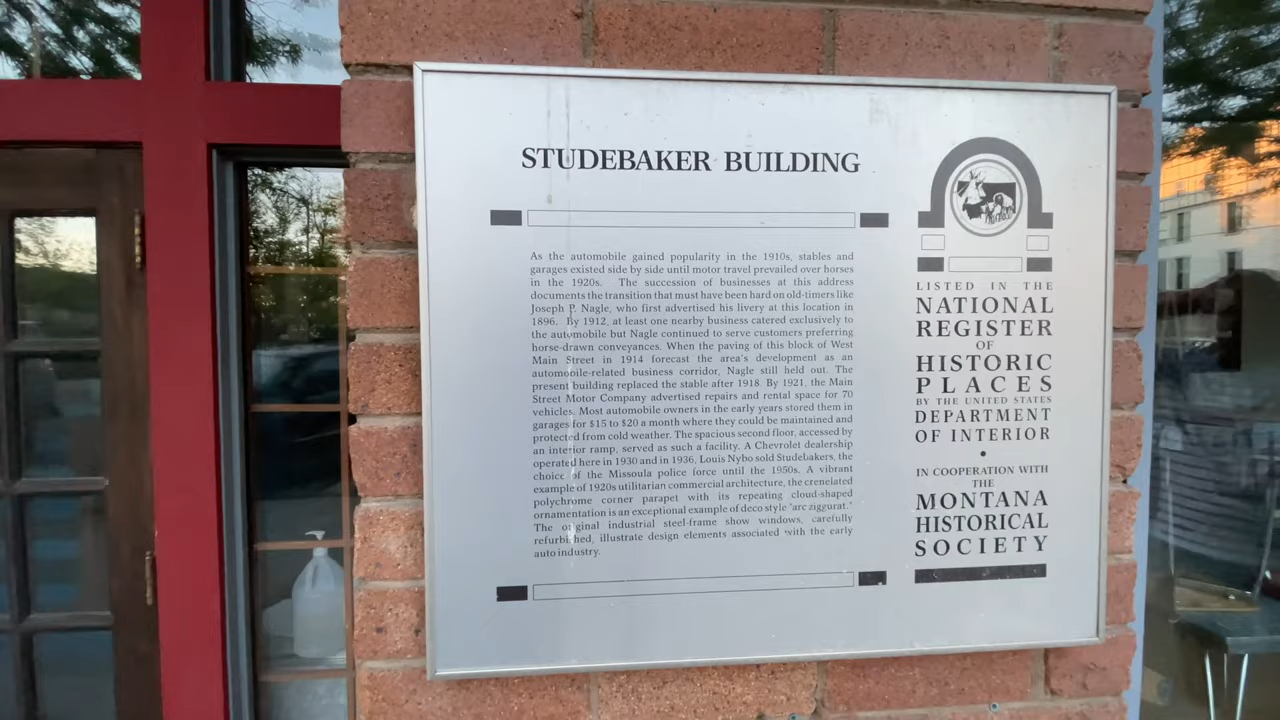 STUDEBAKER BUILDING
As the automobile gained popularity in the 1910s, stables and
garages existed side by side until motor travel prevailed over horses
in the 1920s. The succession of businesses at this address
documents the transition that must have been hard on old-timers like
Joseph P. Nagle, who first advertised his livery at this location in
1896. By 1912, at least one nearby business catered exclusively to
the automobile but Nagle continued to serve customers preferring
horse-drawn conveyances. When the paving of this block of West
Main Street in 1914 forecast the area's development as an
automobile-related business corridor, Nagle still held out. The
present building replaced the stable after 1918. By 1921, the Main
Street Motor Company advertised repairs and rental space for 70
vehicles. Most automobile owners in the early years stored them in
garages for $15 to $20 a month where they could be maintained and
protected from cold weather. The spacious second floor, accessed by
an interior ramp, served as such a facility. A Chevrolet dealership
operated here in 1930 and in 1936, Louis Nybo sold Studebakers, the
choice of the Missoula police force until the 1950s. A vibrant
example of 1920s utilitarian commercial architecture, the crenelated
polychrome corner parapet with its repeating cloud-shaped
ornamentation is an exceptional example of deco style "arc ziggurat."
The original industrial steel-frame show windows, carefully
refurbished, illustrate design elements associated with the early
auto industry.
LISTED IN THE
NATIONAL
REGISTER
OF
HISTORIC
PLACES
BY THE UNITED STATES
DEPARTMENT
OF INTERIOR
•
IN COOPERATION WITH
THE
MONTANA
HISTORICAL
SOCIETY